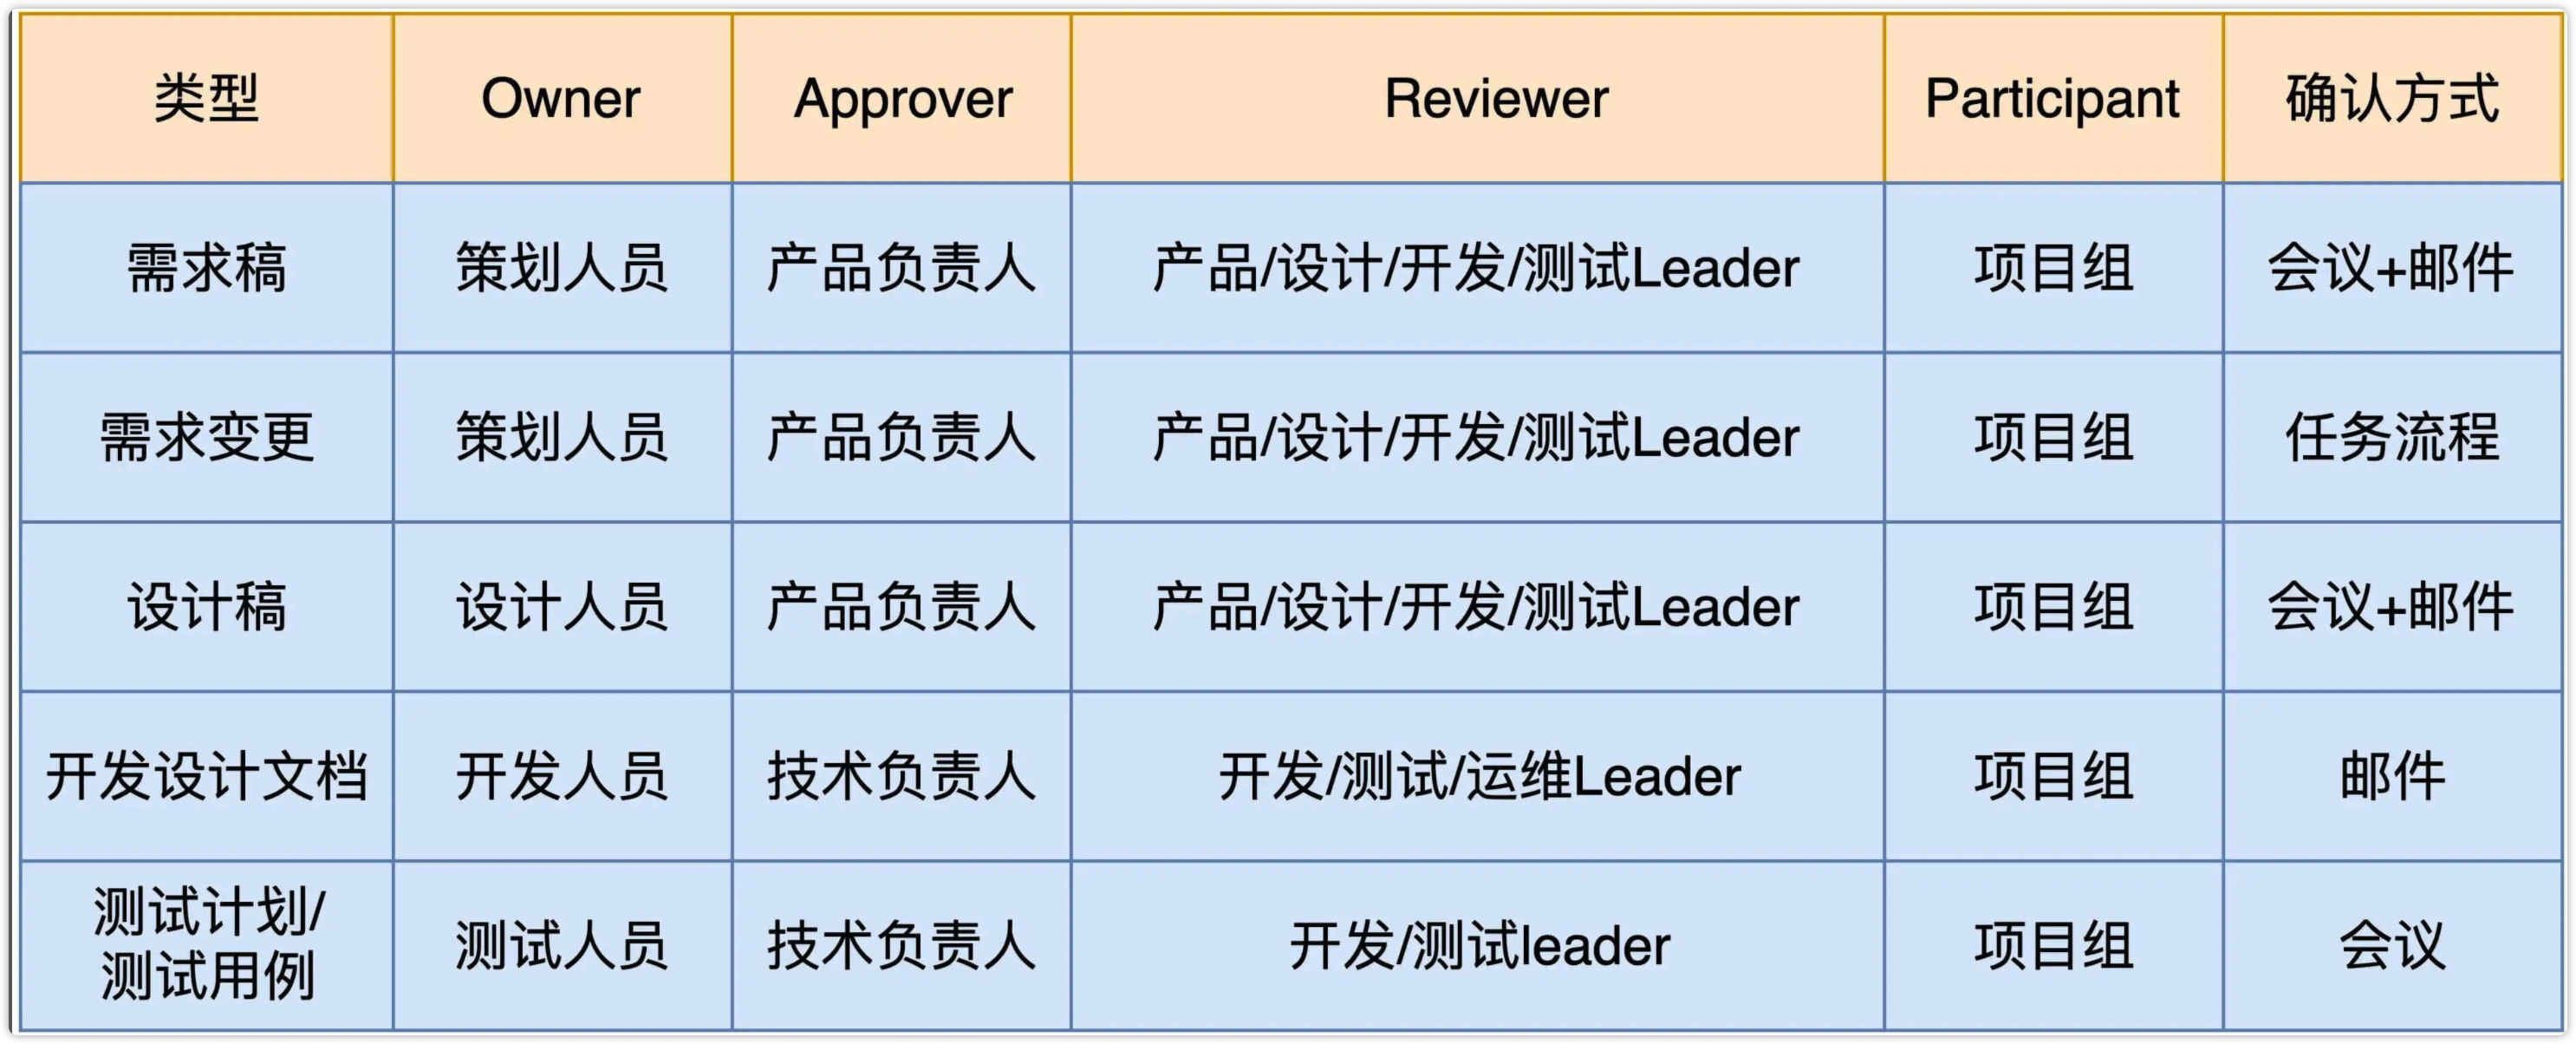 类型 Owner Approver Reviewer Participant 确认方式
需求稿 策划人员 产品负责人 产品/设计/开发/测试Leader 项目组 会议+邮件
需求变更 策划人员 产品负责人 产品/设计/开发/测试Leader 项目组 任务流程
设计稿 设计人员 产品负责人 产品/设计/开发/测试Leader 项目组 会议+邮件
开发设计文档 开发人员 技术负责人 开发/测试/运维Leader 项目组 邮件
测试计划/
测试用例 测试人员 技术负责人 开发/测试leader 项目组 会议